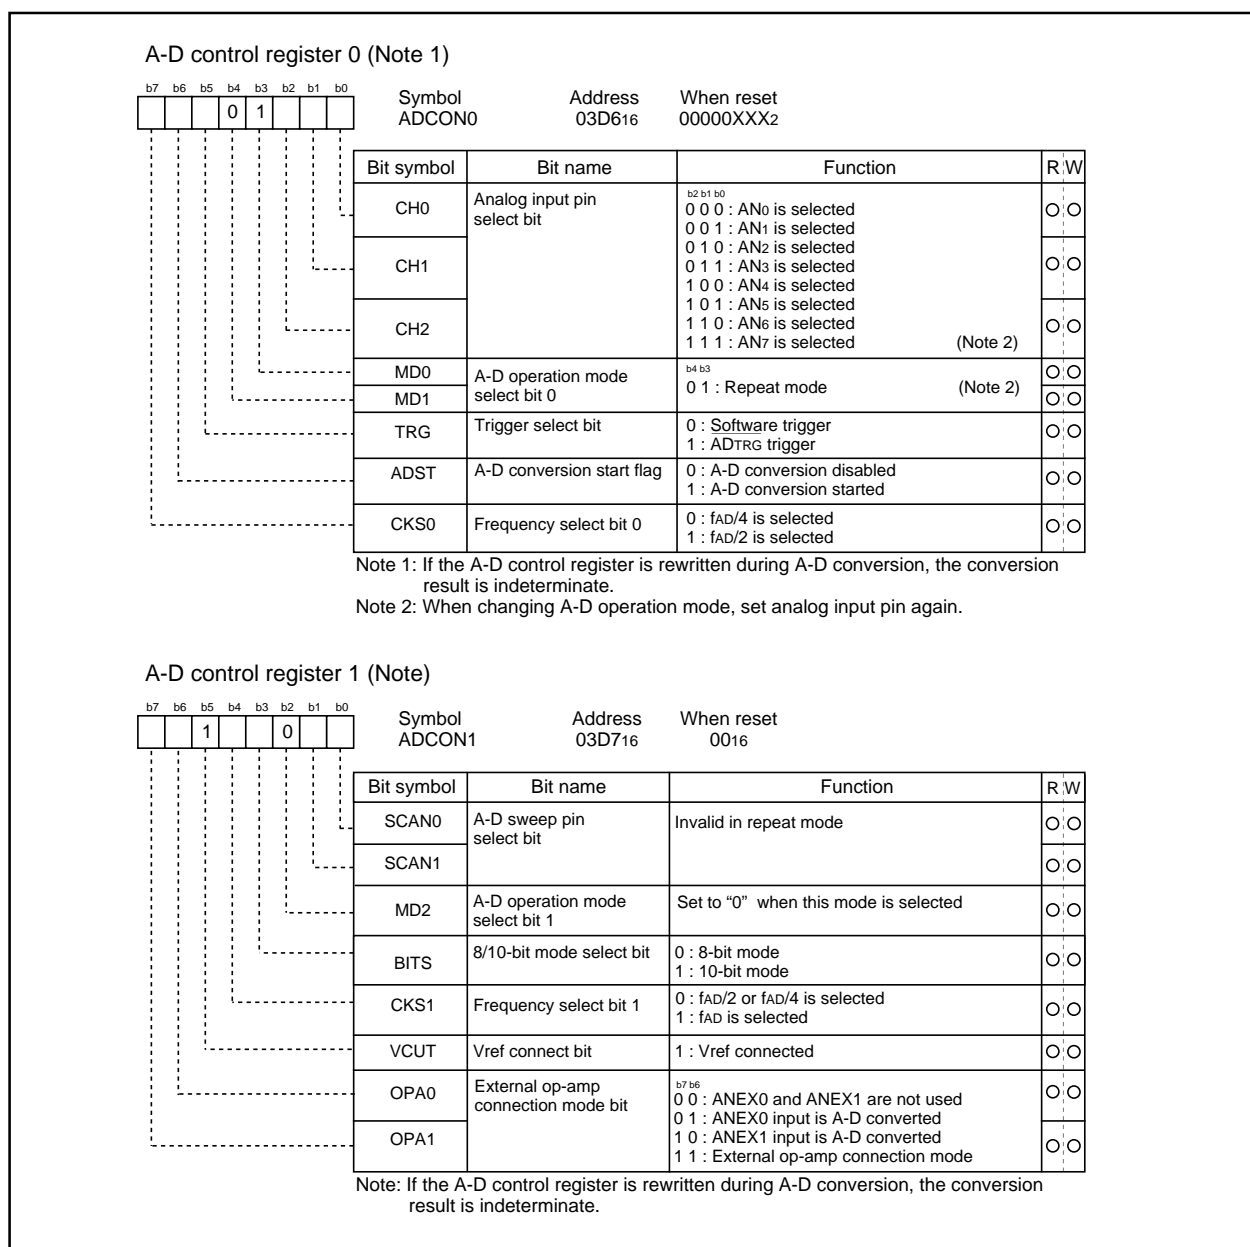 A-D control register 0 (Note 1)
b7 b6 b5 b4 b3 b2 b1 b0
0 1
Symbol Address When reset
ADCON0 03D616 00000XXX2
Bit symbol Bit name Function R W
CH0 Analog input pin select bit b2 b1 b0
0 0 0 : AN0 is selected
0 0 1 : AN1 is selected
CH1 0 1 0 : AN2 is selected
0 1 1 : AN3 is selected
1 0 0 : AN4 is selected
CH2 1 0 1 : AN5 is selected
1 1 0 : AN6 is selected
1 1 1 : AN7 is selected (Note 2)
MD0 A-D operation mode select bit 0 b4 b3
MD1 0 1 : Repeat mode (Note 2)
TRG Trigger select bit 0 : Software trigger
1 : ADTRG trigger
ADST A-D conversion start flag 0 : A-D conversion disabled
1 : A-D conversion started
CKS0 Frequency select bit 0 0 : fAD/4 is selected
1 : fAD/2 is selected
Note 1: If the A-D control register is rewritten during A-D conversion, the conversion
result is indeterminate.
Note 2: When changing A-D operation mode, set analog input pin again.
A-D control register 1 (Note)
b7 b6 b5 b4 b3 b2 b1 b0
1 0
Symbol Address When reset
ADCON1 03D716 0016
Bit symbol Bit name Function R W
SCAN0 A-D sweep pin select bit Invalid in repeat mode
SCAN1
MD2 A-D operation mode select bit 1 Set to “0” when this mode is selected
BITS 8/10-bit mode select bit 0 : 8-bit mode
1 : 10-bit mode
CKS1 Frequency select bit 1 0 : fAD/2 or fAD/4 is selected
1 : fAD is selected
VCUT Vref connect bit 1 : Vref connected
OPA0 External op-amp connection mode bit b7 b6
0 0 : ANEX0 and ANEX1 are not used
0 1 : ANEX0 input is A-D converted
OPA1 1 0 : ANEX1 input is A-D converted
1 1 : External op-amp connection mode
Note: If the A-D control register is rewritten during A-D conversion, the conversion
result is indeterminate.